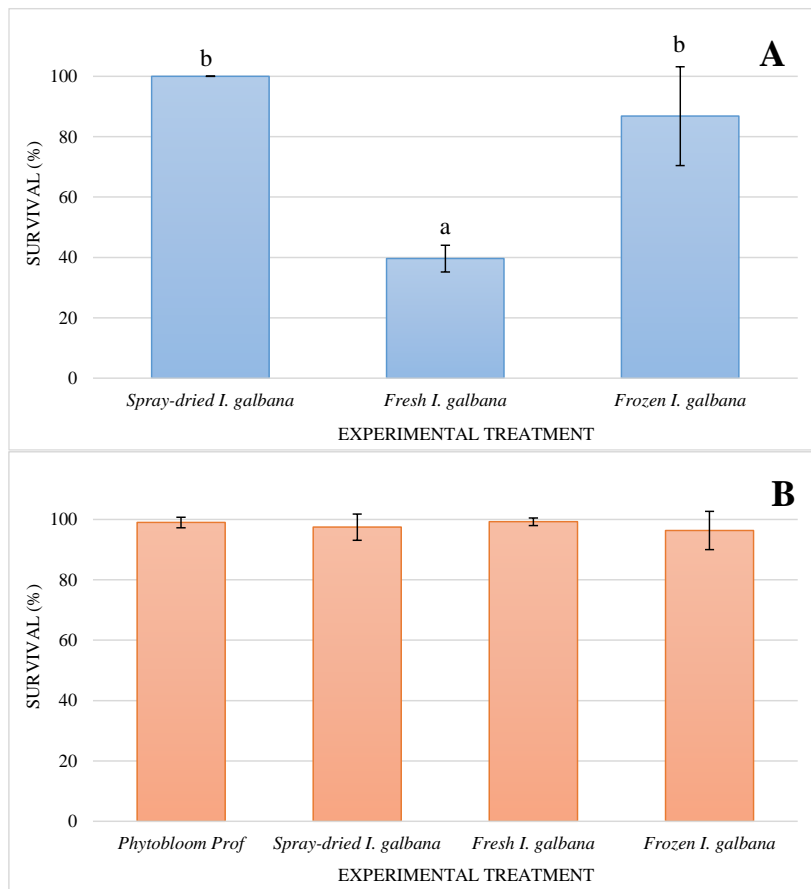 b
b
A
100
80
a
60
40
20
0
SURVIVAL (%)
Spray-dried I. galbana Fresh I. galbana Frozen I. galbana
EXPERIMENTAL TREATMENT
B
100
80
60
40
20
0
SURVIVAL (%)
Phytobloom Prof Spray-dried I. galbana Fresh I. galbana Frozen I. galbana
EXPERIMENTAL TREATMENT